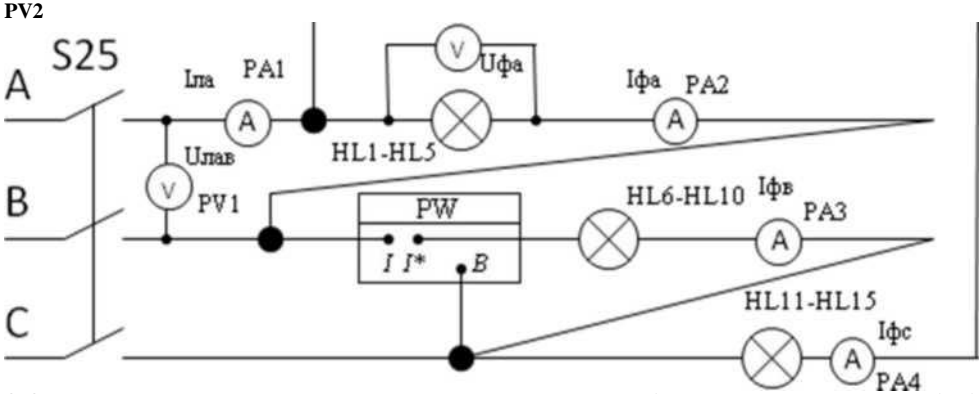 PV2
S25
A
Iла
PA1
A
V
Uфа
Iфа
PA2
A
HL1-HL5
Uлав
V
PV1
B
PW
I I*
B
HL6-HL10
Iфв
PA3
A
C
HL11-HL15
Iфс
A
PA4